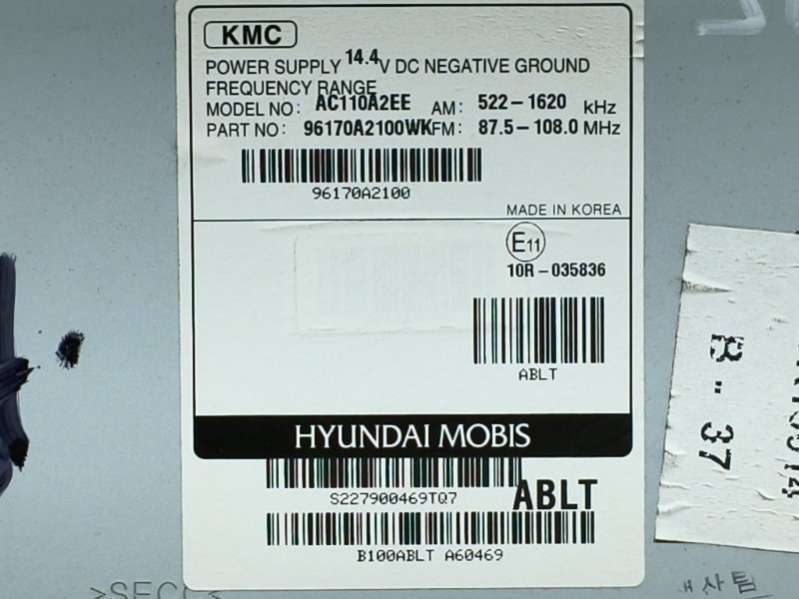 KMC
POWER SUPPLY 14.4V DC NEGATIVE GROUND
FREQUENCY RANGE
MODEL NO: AC110A2EE AM: 522-1620 kHz
PART NO: 96170A2100WK FM: 87.5-108.0 MHz
96170A2100
MADE IN KOREA
E11
10R-035836
ABLT
HYUNDAI MOBIS
S227900469TQ7
ABLT
B100ABLT A60469
B-37
>SECC<